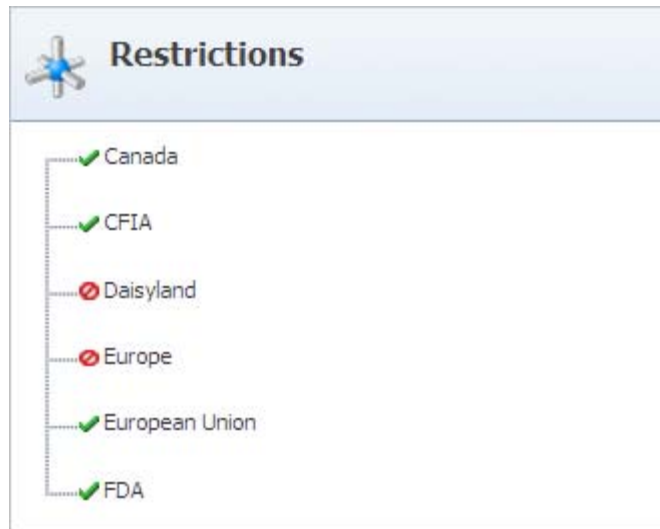 Restrictions
Canada
CFIA
Daisyland
Europe
European Union
FDA